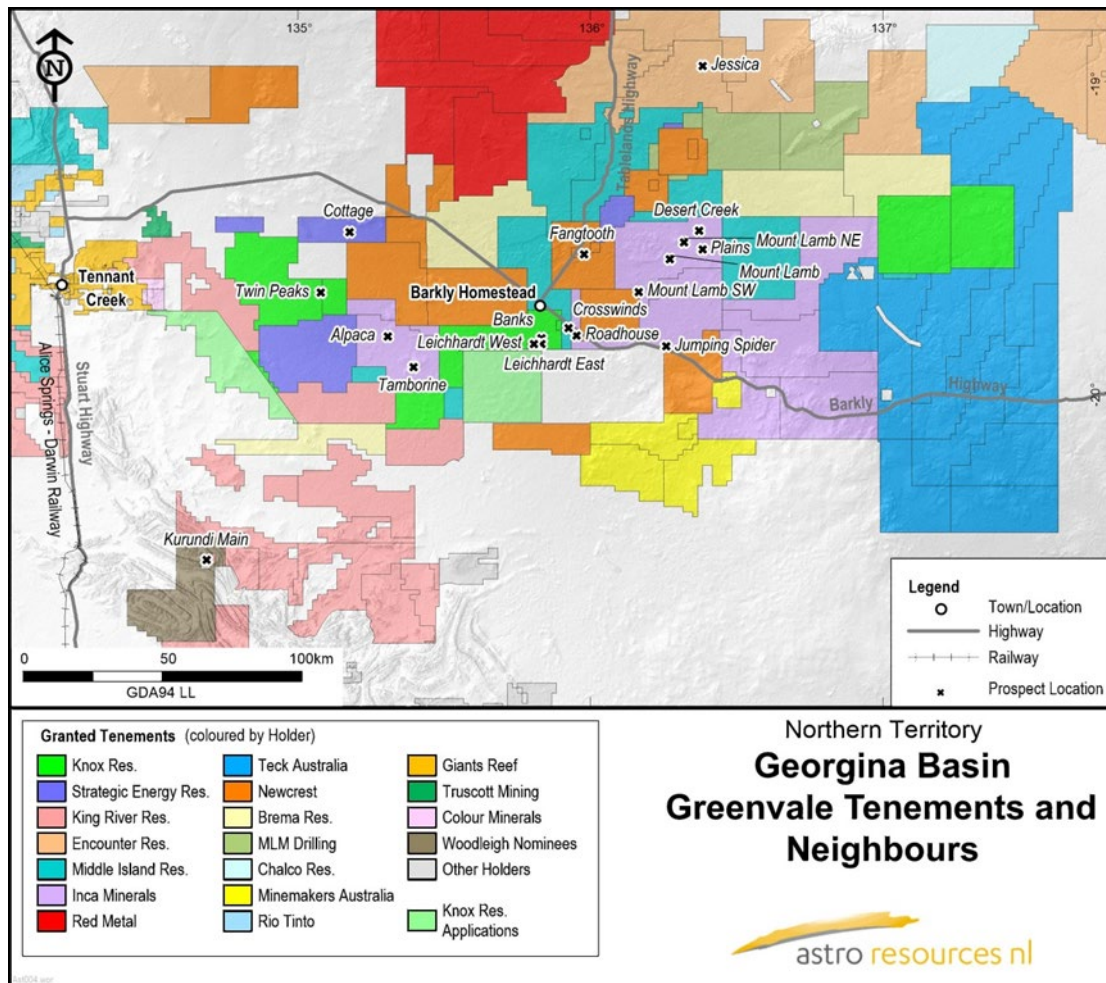 135°
136°
137°
N
Jessica
-19°
Tablelands Highway
Cottage
Desert Creek
Fangtooth
Mount Lamb NE
Plains
Mount Lamb
Tennant
Creek
Twin Peaks
Barkly Homestead
Mount Lamb SW
Banks
Crosswinds
Alpaca
Leichhardt West
Roadhouse
Jumping Spider
Leichhardt East
Tamborine
Alice Springs - Darwin Railway
Stuart Highway
Barkly
Highway
-20°
Kurundi Main
0 50 100km
GDA94 LL
Legend
Town/Location
Highway
Railway
Prospect Location
Granted Tenements (coloured by Holder)
Knox Res.
Strategic Energy Res.
King River Res.
Encounter Res.
Middle Island Res.
Inca Minerals
Red Metal
Teck Australia
Newcrest
Brema Res.
MLM Drilling
Chalco Res.
Minemakers Australia
Rio Tinto
Giants Reef
Truscott Mining
Colour Minerals
Woodleigh Nominees
Other Holders
Knox Res.
Applications
Northern Territory
Georgina Basin
Greenvale Tenements and
Neighbours
astro resources nl